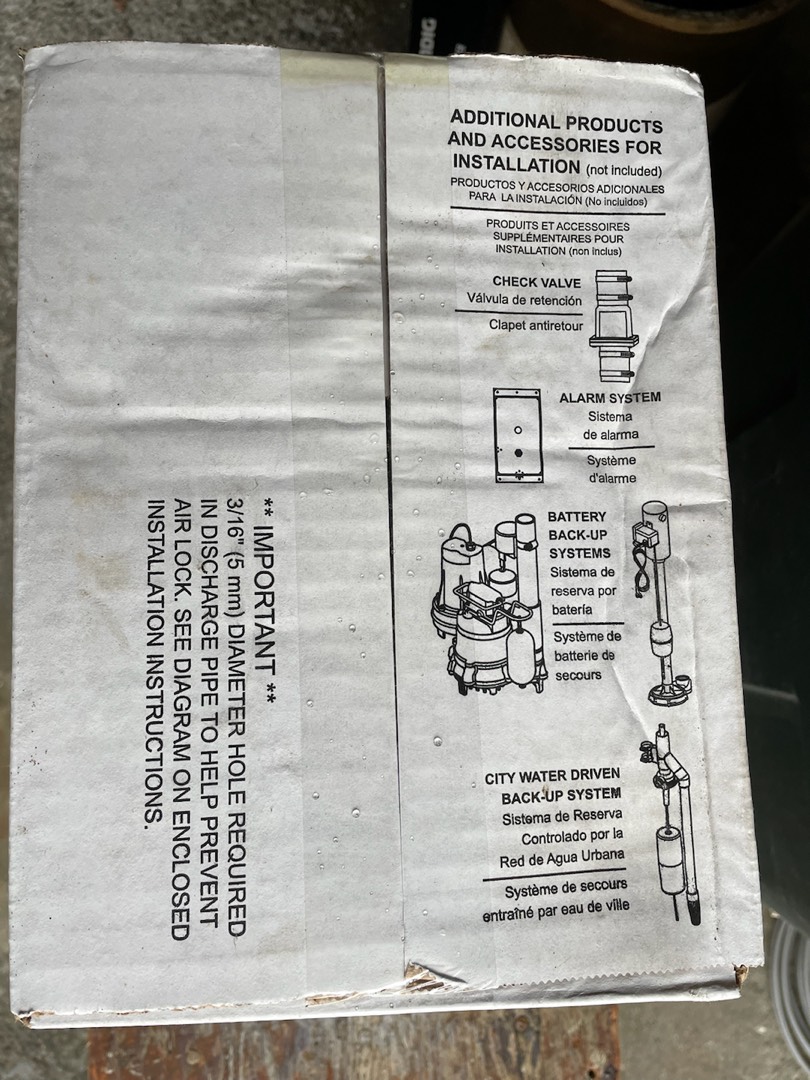 ADDITIONAL PRODUCTS
AND ACCESSORIES FOR
INSTALLATION (not included)
PRODUCTOS Y ACCESORIOS ADICIONALES
PARA LA INSTALACIÓN (No incluidos)
PRODUITS ET ACCESSOIRES
SUPPLÉMENTAIRES POUR
INSTALLATION (non inclus)
CHECK VALVE
Válvula de retención
Clapet antiretour
ALARM SYSTEM
Sistema
de alarma
Système
d'alarme
BATTERY
BACK-UP
SYSTEMS
Sistema de
reserva por
batería
Système de
batterie de
secours
CITY WATER DRIVEN
BACK-UP SYSTEM
Sistema de Reserva
Controlado por la
Red de Agua Urbana
Système de secours
entraîné par eau de ville
** IMPORTANT **
3/16" (5 mm) DIAMETER HOLE REQUIRED
IN DISCHARGE PIPE TO HELP PREVENT
AIR LOCK. SEE DIAGRAM ON ENCLOSED
INSTALLATION INSTRUCTIONS.